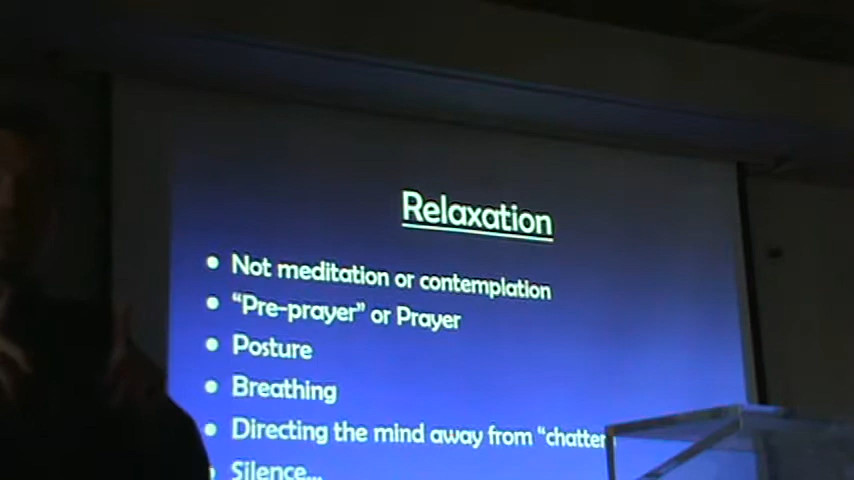 Relaxation
• Not meditation or contemplation
• “Pre-prayer” or Prayer
• Posture
• Breathing
• Directing the mind away from “chatter
• Silence...